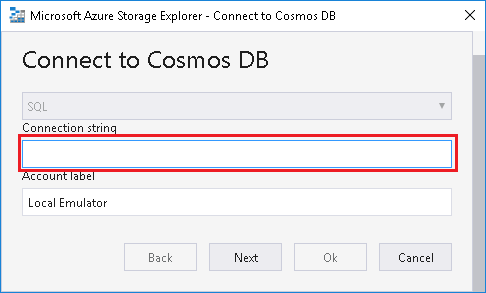 Microsoft Azure Storage Explorer - Connect to Cosmos DB
Connect to Cosmos DB
SQL
Connection string
Account label
Local Emulator
Back Next Ok Cancel